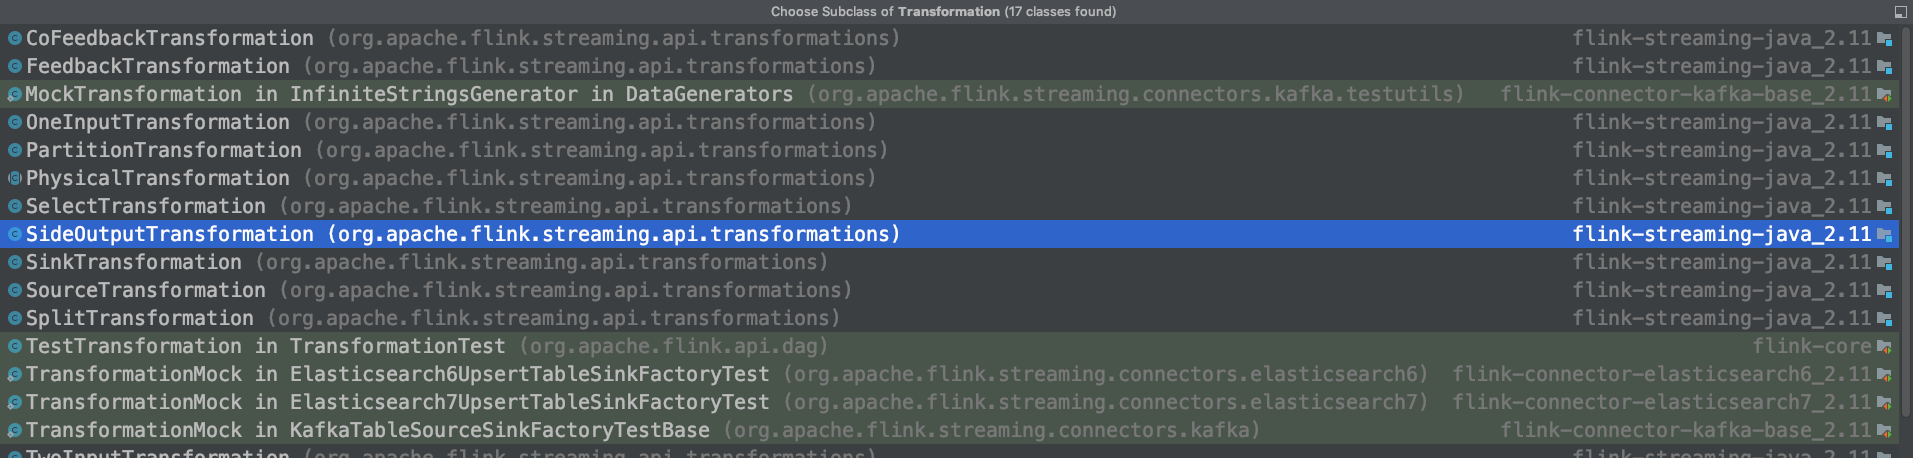 Choose Subclass of Transformation (17 classes found)
CoFeedbackTransformation (org.apache.flink.streaming.api.transformations) flink-streaming-java_2.11
FeedbackTransformation (org.apache.flink.streaming.api.transformations) flink-streaming-java_2.11
MockTransformation in InfiniteStringsGenerator in DataGenerators (org.apache.flink.streaming.connectors.kafka.testutils) flink-connector-kafka-base_2.11
OneInputTransformation (org.apache.flink.streaming.api.transformations) flink-streaming-java_2.11
PartitionTransformation (org.apache.flink.streaming.api.transformations) flink-streaming-java_2.11
PhysicalTransformation (org.apache.flink.streaming.api.transformations) flink-streaming-java_2.11
SelectTransformation (org.apache.flink.streaming.api.transformations) flink-streaming-java_2.11
SideOutputTransformation (org.apache.flink.streaming.api.transformations) flink-streaming-java_2.11
SinkTransformation (org.apache.flink.streaming.api.transformations) flink-streaming-java_2.11
SourceTransformation (org.apache.flink.streaming.api.transformations) flink-streaming-java_2.11
SplitTransformation (org.apache.flink.streaming.api.transformations) flink-streaming-java_2.11
TestTransformation in TransformationTest (org.apache.flink.api.dag) flink-core
TransformationMock in Elasticsearch6UpsertTableSinkFactoryTest (org.apache.flink.streaming.connectors.elasticsearch6) flink-connector-elasticsearch6_2.11
TransformationMock in Elasticsearch7UpsertTableSinkFactoryTest (org.apache.flink.streaming.connectors.elasticsearch7) flink-connector-elasticsearch7_2.11
TransformationMock in KafkaTableSourceSinkFactoryTestBase (org.apache.flink.streaming.connectors.kafka) flink-connector-kafka-base_2.11
TwoInputTransformation (org.apache.flink.streaming.api.transformations) flink-streaming-java_2.11